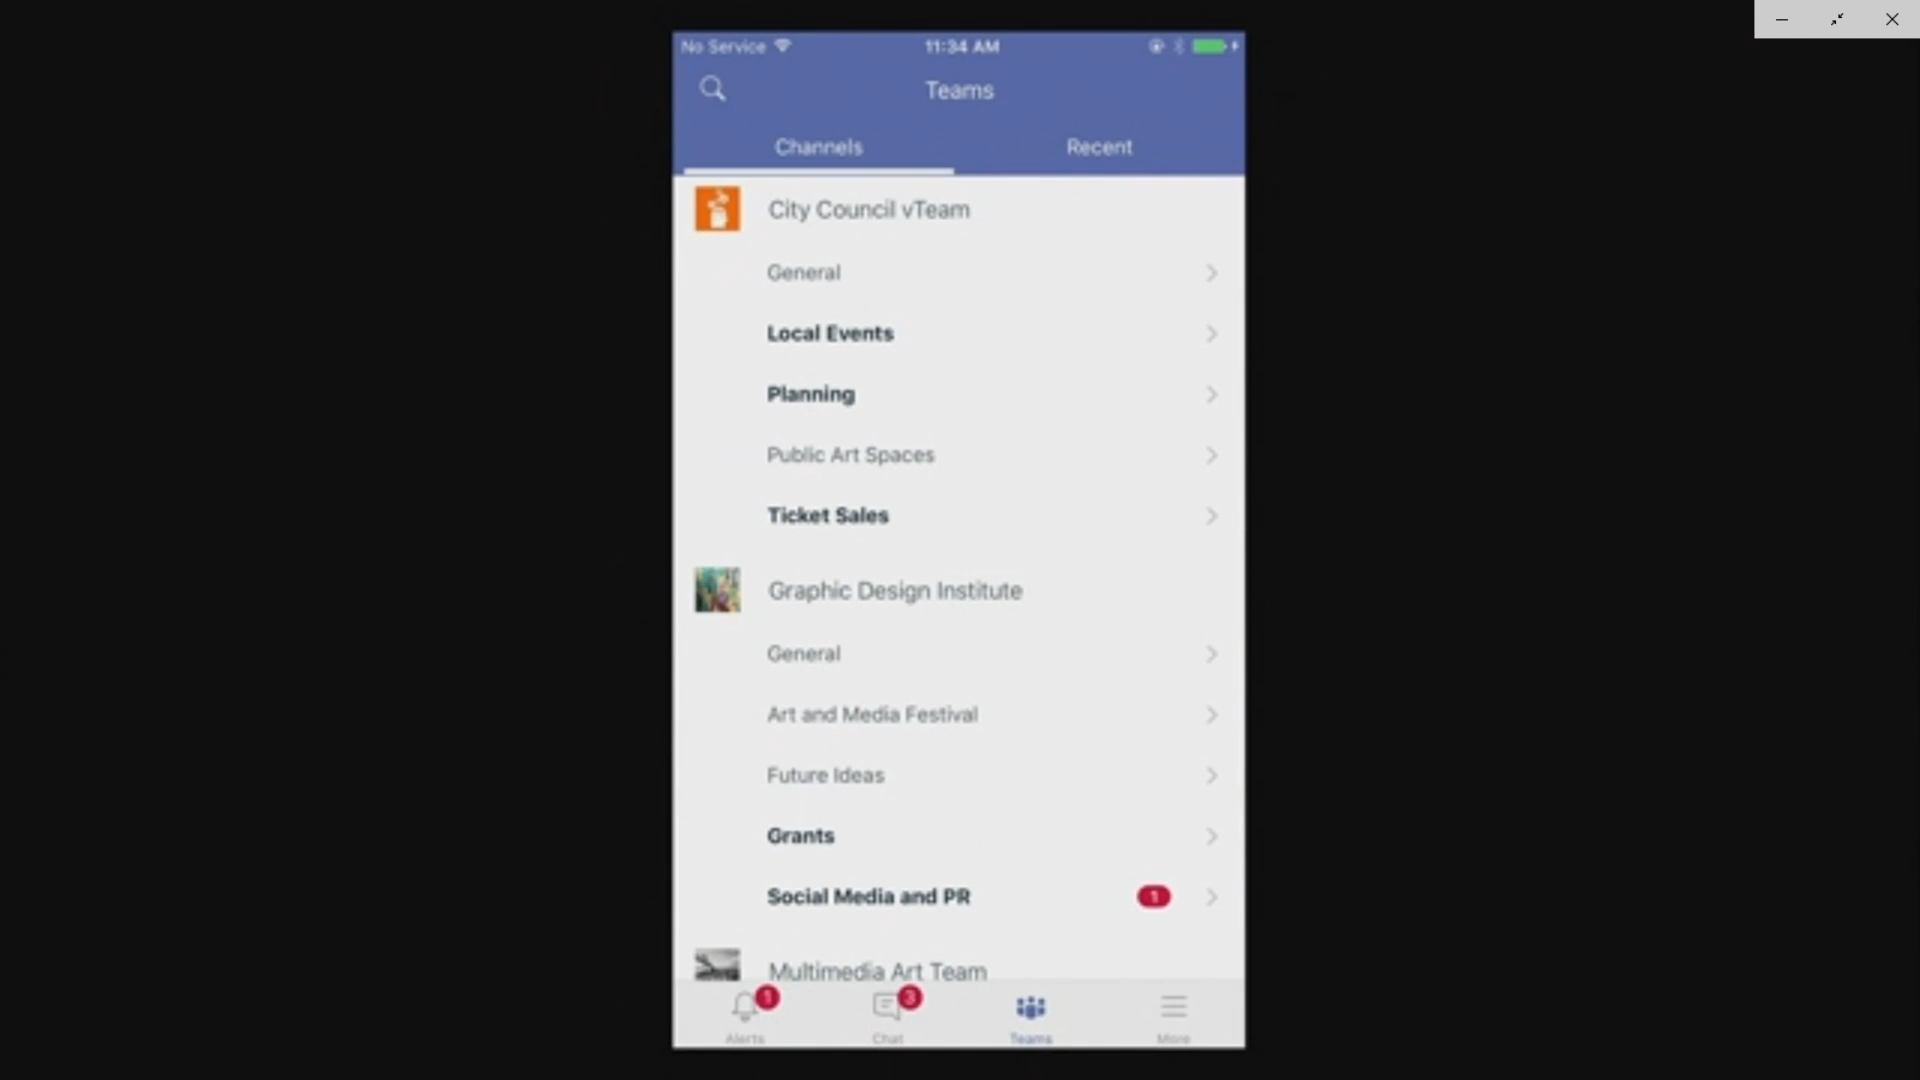 No Service 11:34 AM
Teams
Channels Recent
City Council vTeam
General
Local Events
Planning
Public Art Spaces
Ticket Sales
Graphic Design Institute
General
Art and Media Festival
Future Ideas
Grants
Social Media and PR 1
Multimedia Art Team
1 3
Alerts Chat Teams More